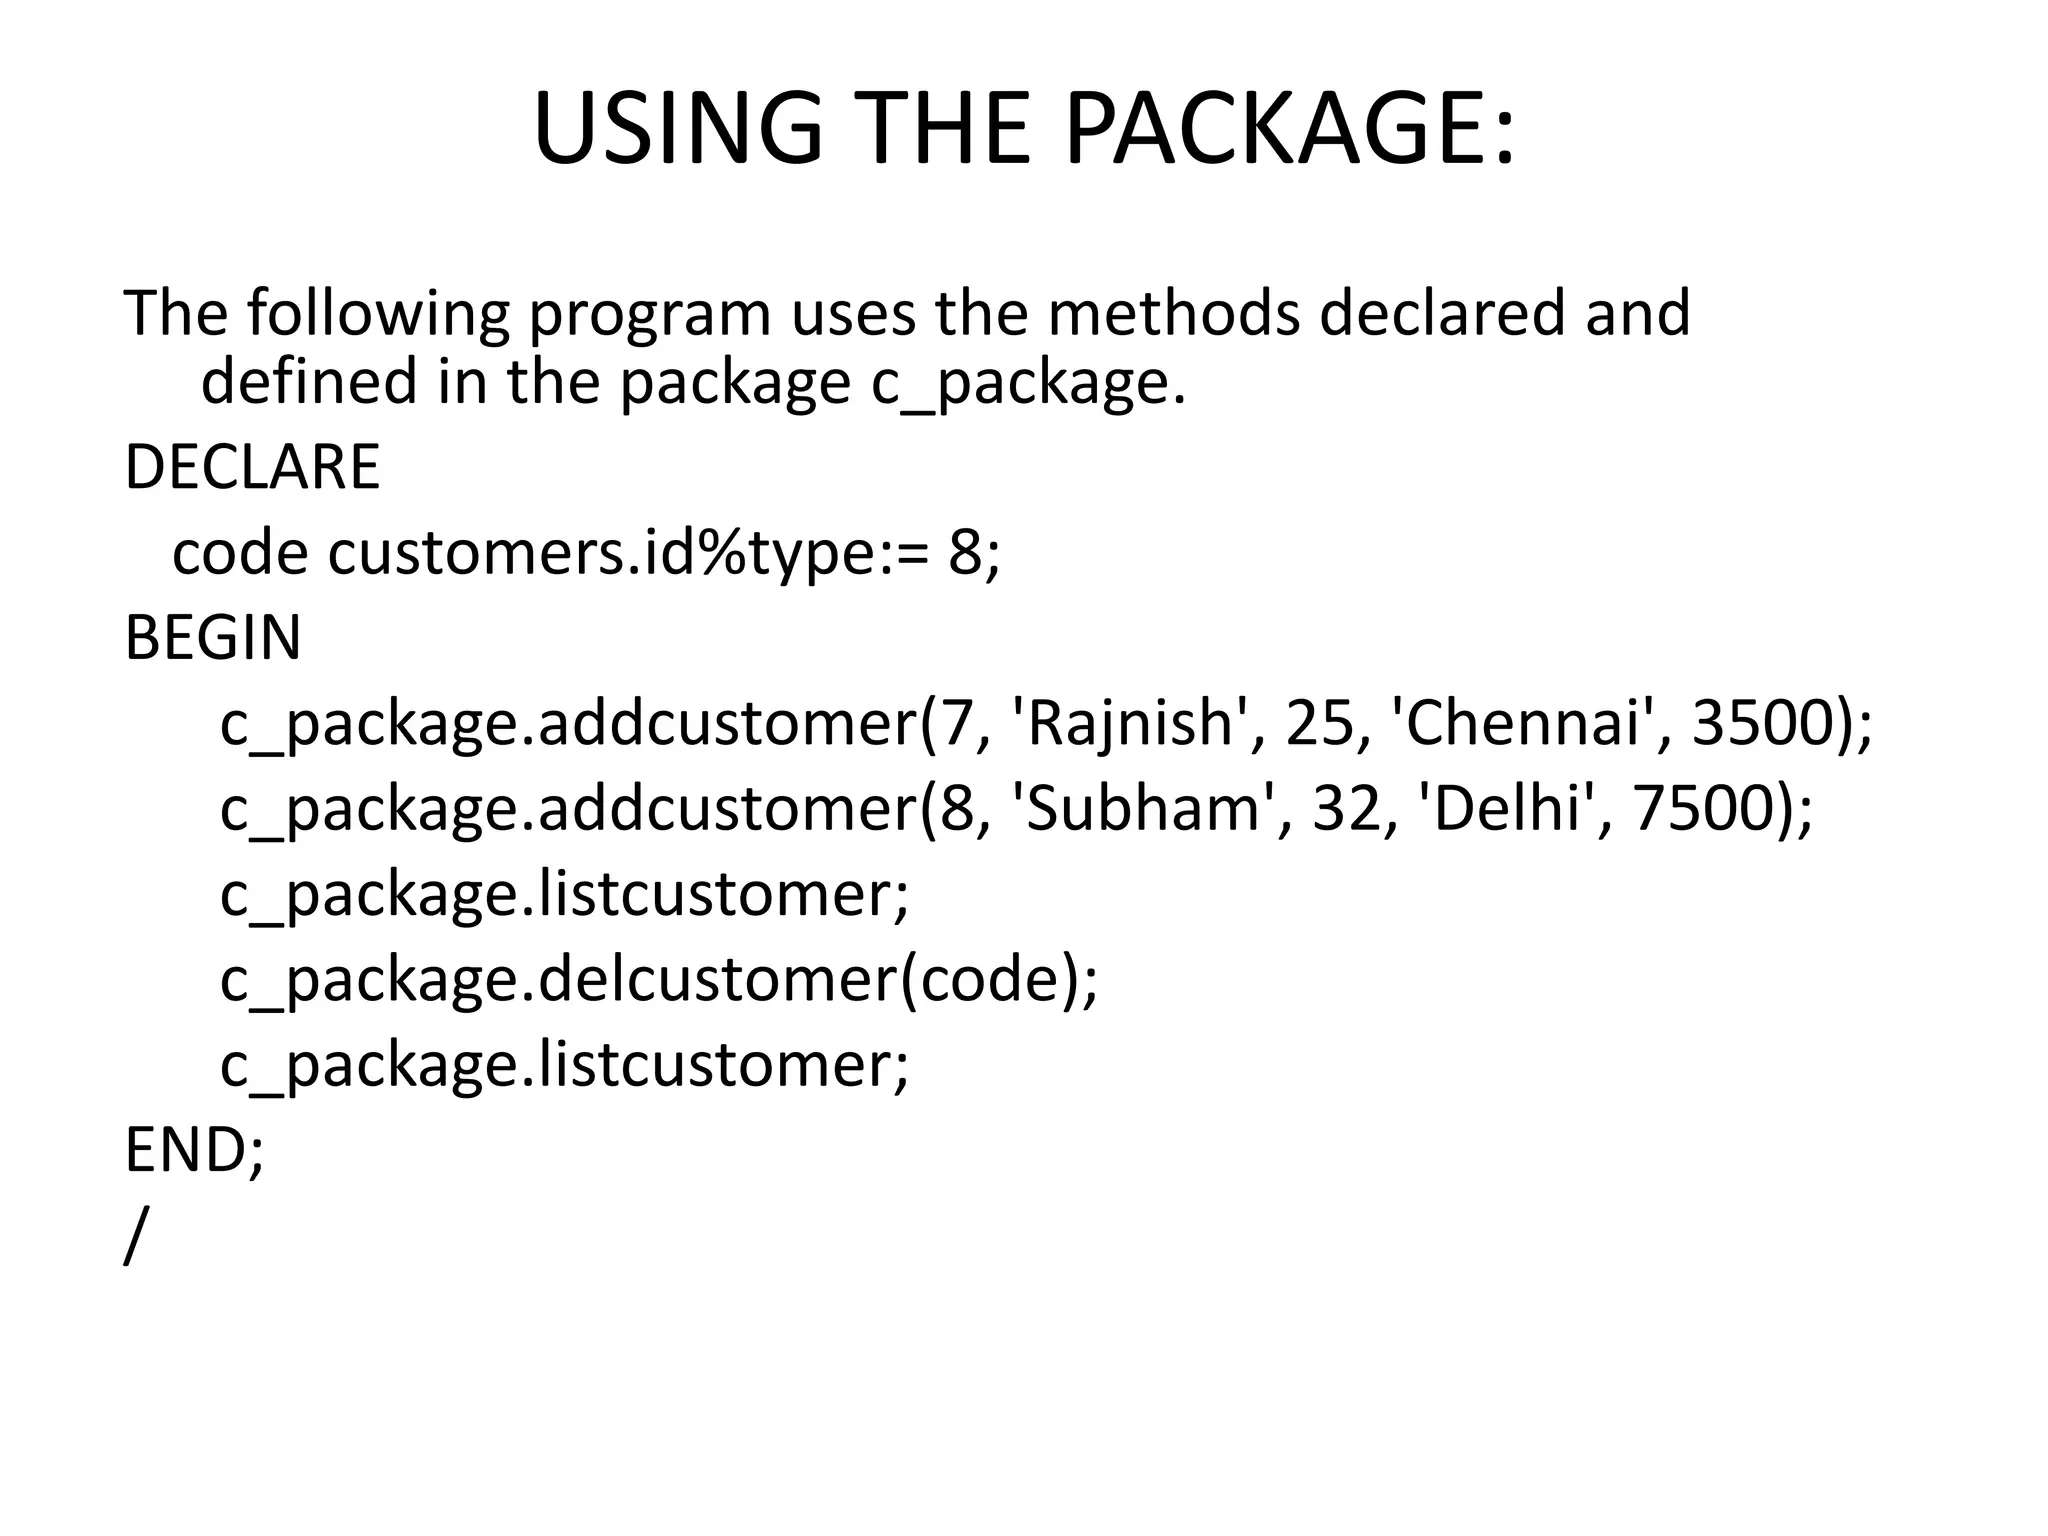 USING THE PACKAGE:
The following program uses the methods declared and
defined in the package c_package.
DECLARE
code customers.id%type:= 8;
BEGIN
c_package.addcustomer(7, 'Rajnish', 25, 'Chennai', 3500);
c_package.addcustomer(8, 'Subham', 32, 'Delhi', 7500);
c_package.listcustomer;
c_package.delcustomer(code);
c_package.listcustomer;
END;
/